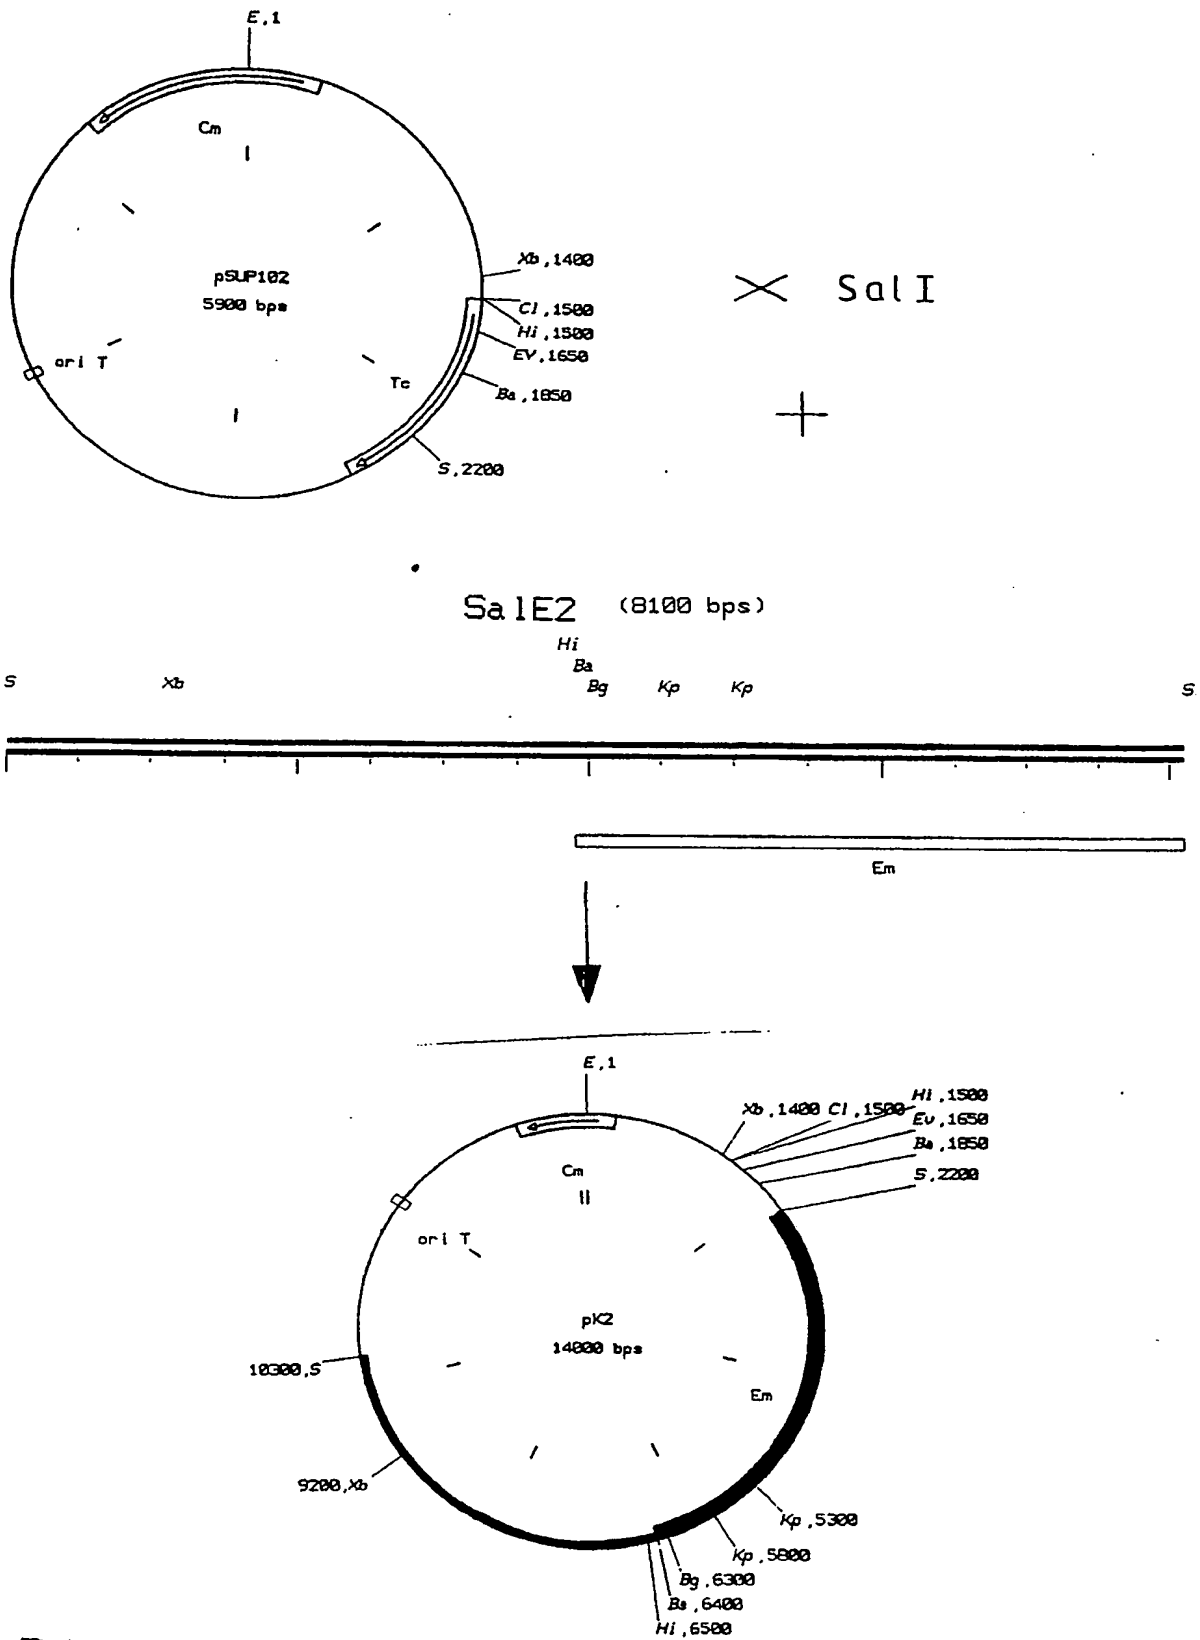 E,1
Cm
pSUP102
5900 bps
Xb,1400
Cl,1500
Hi,1500
EV,1650
Ba,1850
S,2200
Tc
ori T
SalI
+
SalE2 (8100 bps)
Hi
Ba
S Xb Bg Kp Kp S
Em
E,1
Xb,1400 Cl,1500 Hi,1500
Ev,1650
Ba,1850
S,2200
Cm
ori T
pK2
14000 bps
10300,S
Em
9200,Xb
Kp,5300
Kp,5800
Bg,6300
Ba,6400
Hi,6500